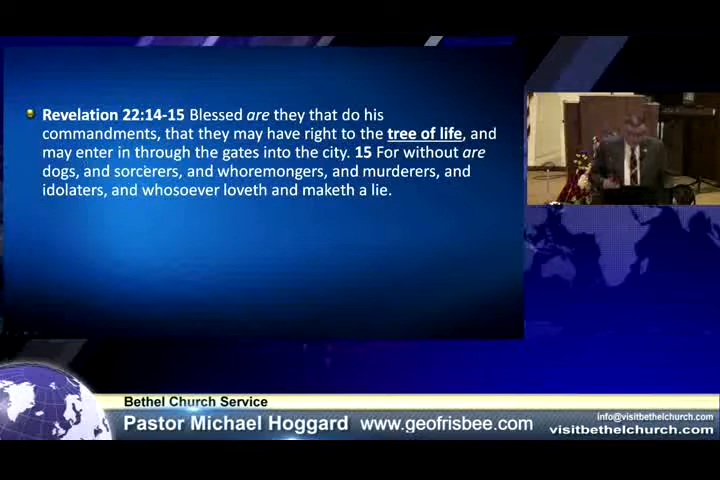 Revelation 22:14-15 Blessed are they that do his
commandments, that they may have right to the tree of life, and
may enter in through the gates into the city. 15 For without are
dogs, and sorcerers, and whoremongers, and murderers, and
idolaters, and whosoever loveth and maketh a lie.
Bethel Church Service
Pastor Michael Hoggard www.geofrisbee.com
info@visitbethelchurch.com
visitbethelchurch.com